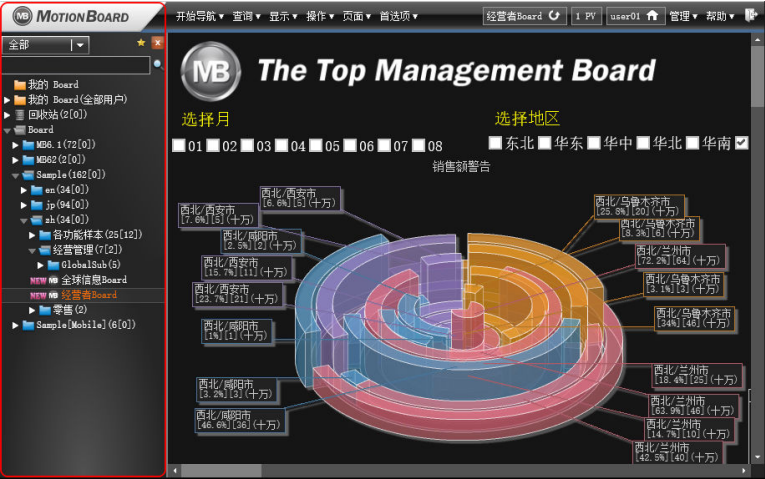 MB MOTIONBOARD
开始导航▼ 查询▼ 显示▼ 操作▼ 页面▼ 首选项▼ 经营者Board 1 PV user01 管理▼ 帮助▼
全部
我的 Board
我的 Board(全部用户)
回收站(2[0])
Board
MB6.1(72[0])
MB62(2[0])
Sample(162[0])
en(34[0])
jp(94[0])
zh(34[0])
各功能样本(25[12])
经营管理(7[2])
GlobalSub(5)
NEW MB 全球信息Board
NEW MB 经营者Board
零售(2)
Sample[Mobile](6[0])
MB The Top Management Board
选择月 选择地区
01 02 03 04 05 06 07 08 东北 华东 华中 华北 华南
销售额警告
西北/西安市
[6.6%][5](十万)
西北/西安市
[7.6%][5](十万)
西北/咸阳市
[2.5%][2](十万)
西北/西安市
[15.7%][11](十万)
西北/西安市
[23.7%][21](十万)
西北/咸阳市
[1%][1](十万)
西北/咸阳市
[3.2%][3](十万)
西北/咸阳市
[46.6%][36](十万)
西北/乌鲁木齐市
[25.8%][20](十万)
西北/乌鲁木齐市
[8.3%][6](十万)
西北/兰州市
[72.2%][64](十万)
西北/乌鲁木齐市
[3.1%][3](十万)
西北/乌鲁木齐市
[34%][46](十万)
西北/兰州市
[18.4%][25](十万)
西北/兰州市
[63.9%][46](十万)
西北/兰州市
[14.7%][10](十万)
西北/兰州市
[42.5%][40](十万)